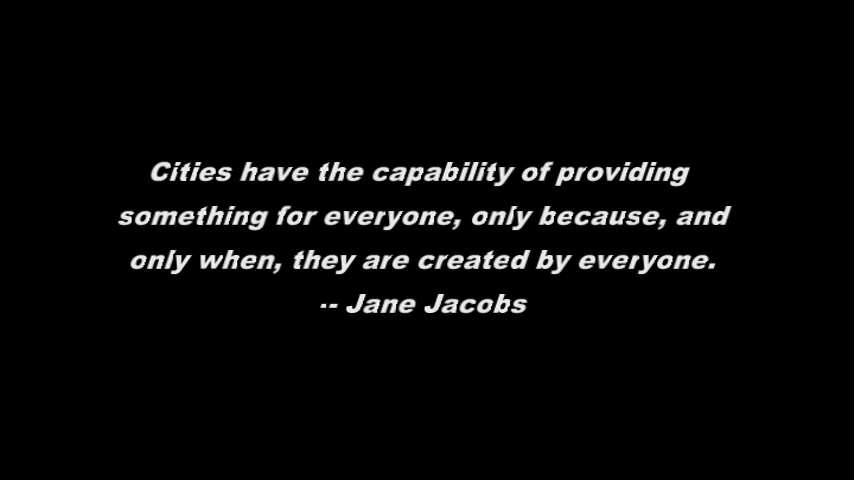 Cities have the capability of providing
something for everyone, only because, and
only when, they are created by everyone.
-- Jane Jacobs